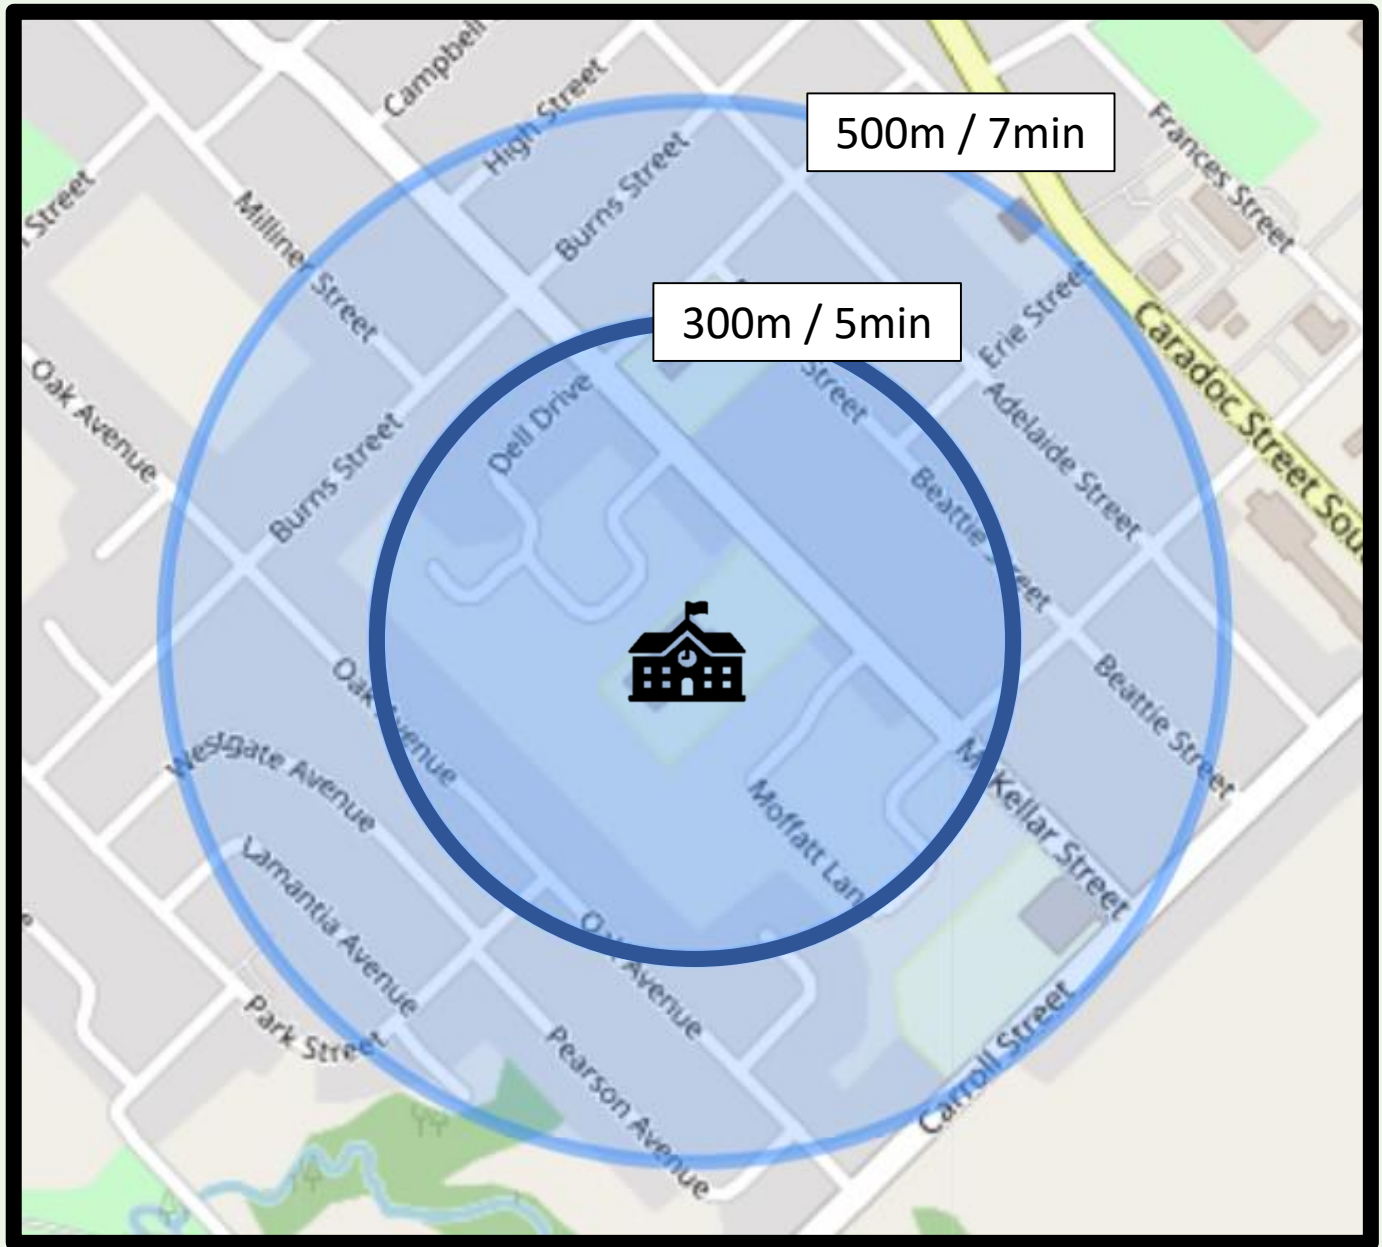 Campbell
High Street
500m / 7min
Frances Street
Street
Burns Street
Milliner Street
300m / 5min
Erie Street
Caradoc Street Sou
Oak Avenue
Dell Drive
Street
Adelaide Street
Burns Street
Beattie Street
Oak Avenue
Beattie Street
Westgate Avenue
McKellar Street
Moffatt Lan
Lamantia Avenue
Oak Avenue
Park Street
Carroll Street
Pearson Avenue